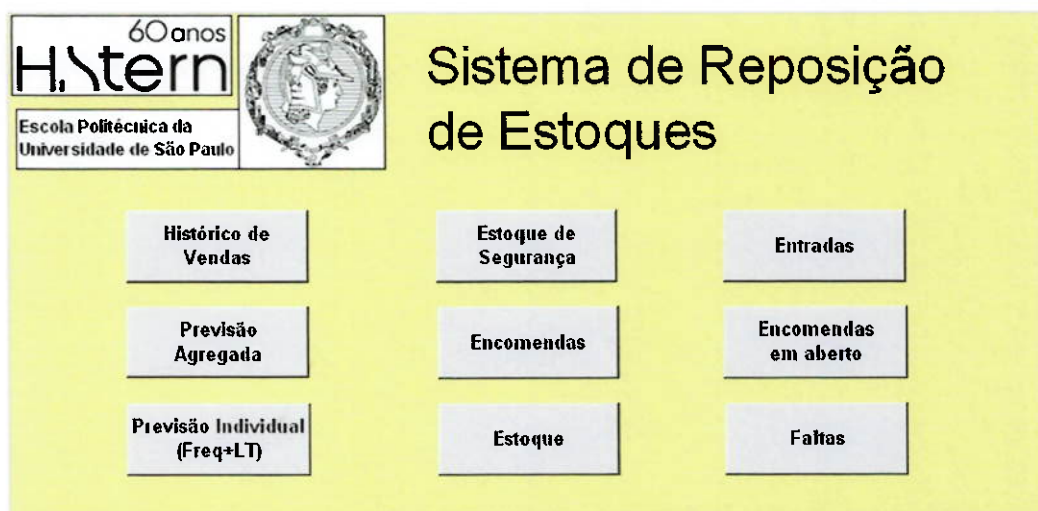 60anos
H.Stern
Escola Politécnica da
Universidade de São Paulo
Sistema de Reposição
de Estoques
Histórico de
Vendas
Estoque de
Segurança
Entradas
Previsão
Agregada
Encomendas
Encomendas
em aberto
Previsão Individual
(Freq+LT)
Estoque
Faltas